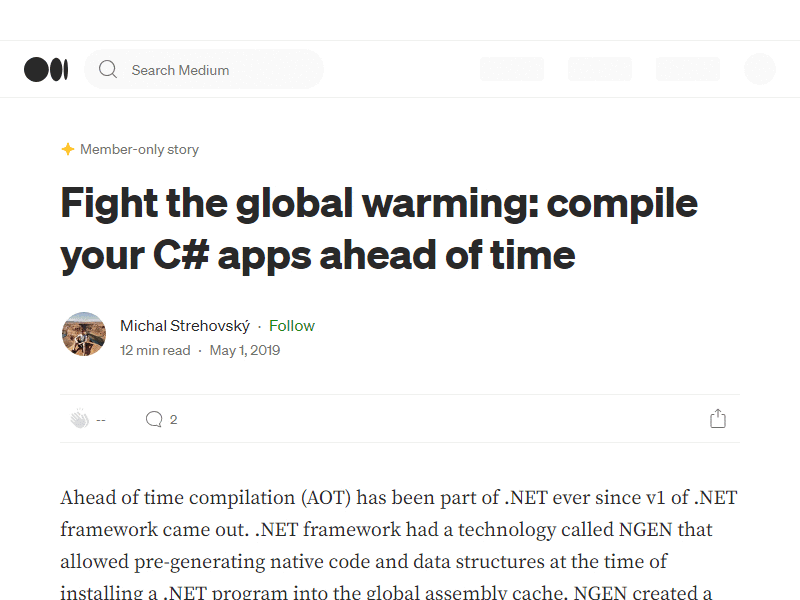 Search Medium
Member-only story
Fight the global warming: compile
your C# apps ahead of time
Michal Strehovský · Follow
12 min read · May 1, 2019
--
2
Ahead of time compilation (AOT) has been part of .NET ever since v1 of .NET
framework came out. .NET framework had a technology called NGEN that
allowed pre-generating native code and data structures at the time of
installing a .NET program into the global assembly cache. NGEN created a